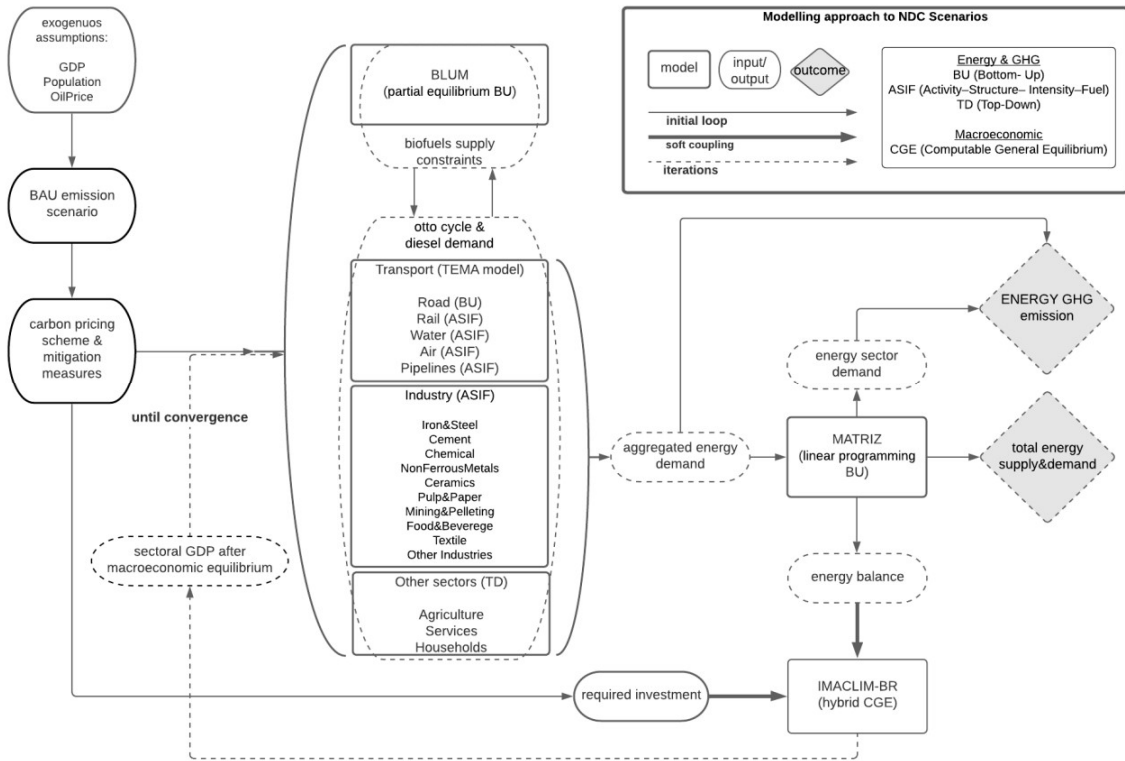 exogenuos
assumptions:
GDP
Population
OilPrice
BAU emission
scenario
carbon pricing
scheme &
mitigation
measures
until convergence
sectoral GDP after
macroeconomic equilibrium
BLUM
(partial equilibrium BU)
biofuels supply
constraints
otto cycle &
diesel demand
Transport (TEMA model)
Road (BU)
Rail (ASIF)
Water (ASIF)
Air (ASIF)
Pipelines (ASIF)
Industry (ASIF)
Iron&Steel
Cement
Chemical
NonFerrousMetals
Ceramics
Pulp&Paper
Mining&Pelleting
Food&Beverege
Textile
Other Industries
Other sectors (TD)
Agriculture
Services
Households
aggregated energy
demand
energy sector
demand
MATRIZ
(linear programming
BU)
ENERGY GHG
emission
total energy
supply&demand
energy balance
required investment
IMACLIM-BR
(hybrid CGE)
Modelling approach to NDC Scenarios
model
input/
output
outcome
initial loop
soft coupling
iterations
Energy & GHG
BU (Bottom- Up)
ASIF (Activity–Structure– Intensity–Fuel)
TD (Top-Down)
Macroeconomic
CGE (Computable General Equilibrium)